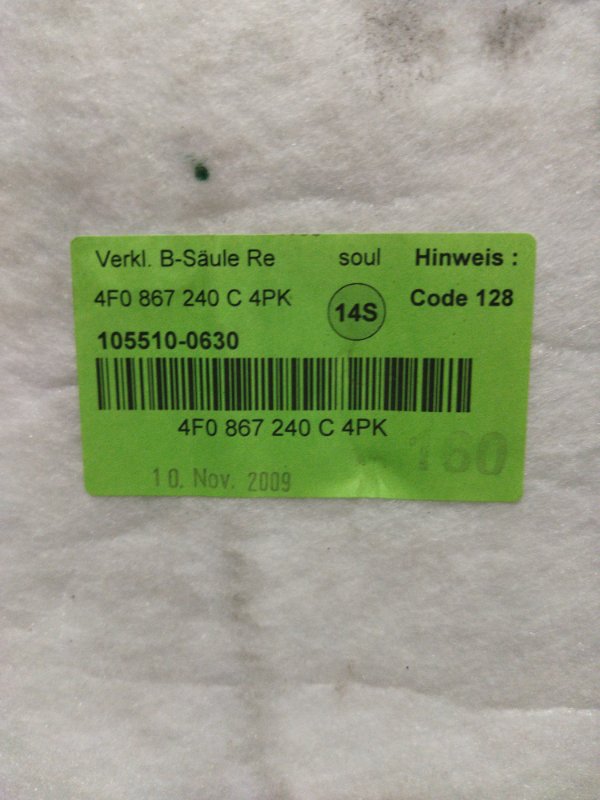 Verkl. B-Säule Re soul Hinweis :
4F0 867 240 C 4PK 14S Code 128
105510-0630
4F0 867 240 C 4PK
160
10. Nov. 2009